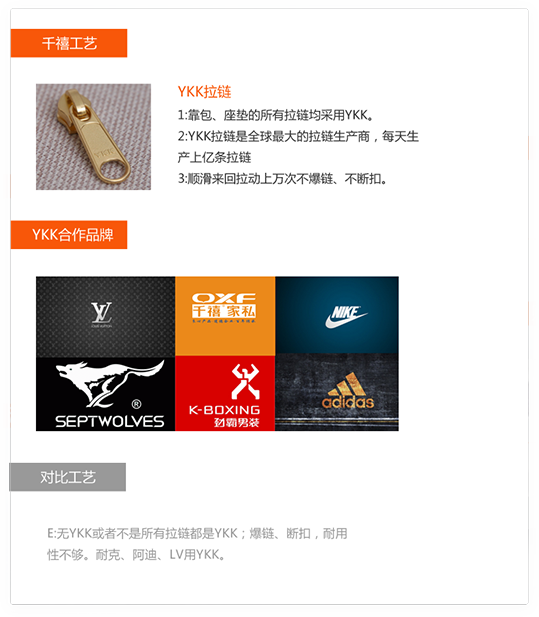 千禧工艺
YKK拉链
1:靠包、座垫的所有拉链均采用YKK。
2:YKK拉链是全球最大的拉链生产商，每天生
产上亿条拉链
3:顺滑来回拉动上万次不爆链、不断扣。
YKK
YKK合作品牌
LV
LOUIS VUITTON
OXF
千禧 家私
NIKE
SEPTWOLVES
®
K-BOXING
劲霸男装
adidas
对比工艺
E:无YKK或者不是所有拉链都是YKK；爆链、断扣，耐用
性不够。耐克、阿迪、LV用YKK。